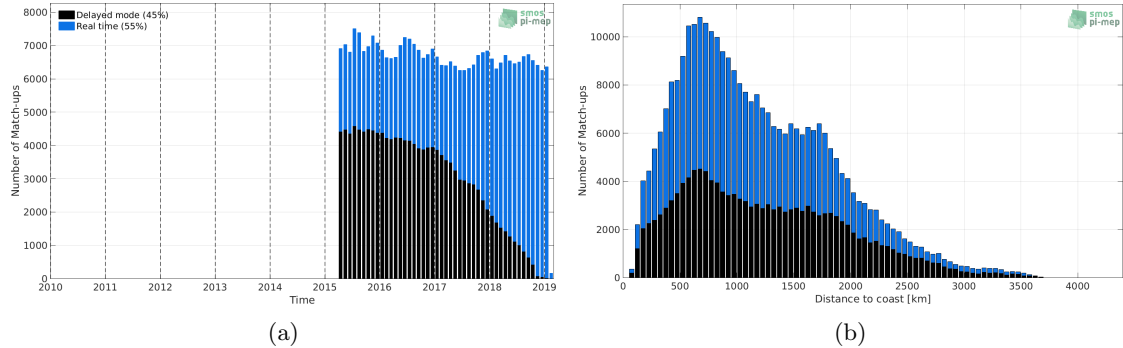 Delayed mode (45%)
Real time (55%)
smos
pi-mep
Number of Match-ups
8000
7000
6000
5000
4000
3000
2000
1000
0
2010 2011 2012 2013 2014 2015 2016 2017 2018 2019
Time
(a)
smos
pi-mep
Number of Match-ups
10000
8000
6000
4000
2000
0
0 500 1000 1500 2000 2500 3000 3500 4000
Distance to coast [km]
(b)